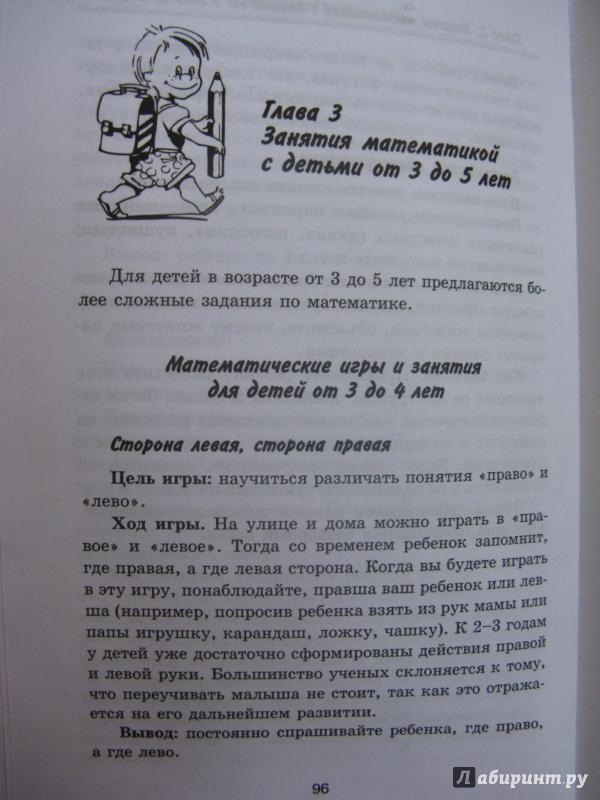 Глава 3
Занятия математикой
с детьми от 3 до 5 лет
Для детей в возрасте от 3 до 5 лет предлагаются бо-
лее сложные задания по математике.
Математические игры и занятия
для детей от 3 до 4 лет
Сторона левая, сторона правая
Цель игры: научиться различать понятия «право» и
«лево».
Ход игры. На улице и дома можно играть в «пра-
вое» и «левое». Тогда со временем ребенок запомнит,
где правая, а где левая сторона. Когда вы будете играть
в эту игру, понаблюдайте, правша ваш ребенок или лев-
ша (например, попросив ребенка взять из рук мамы или
папы игрушку, карандаш, ложку, чашку). К 2–3 годам
у детей уже достаточно сформированы действия правой
и левой руки. Большинство ученых склоняется к тому,
что переучивать малыша не стоит, так как это отража-
ется на его дальнейшем развитии.
Вывод: постоянно спрашивайте ребенка, где право,
а где лево.
96
Лабиринт.ру